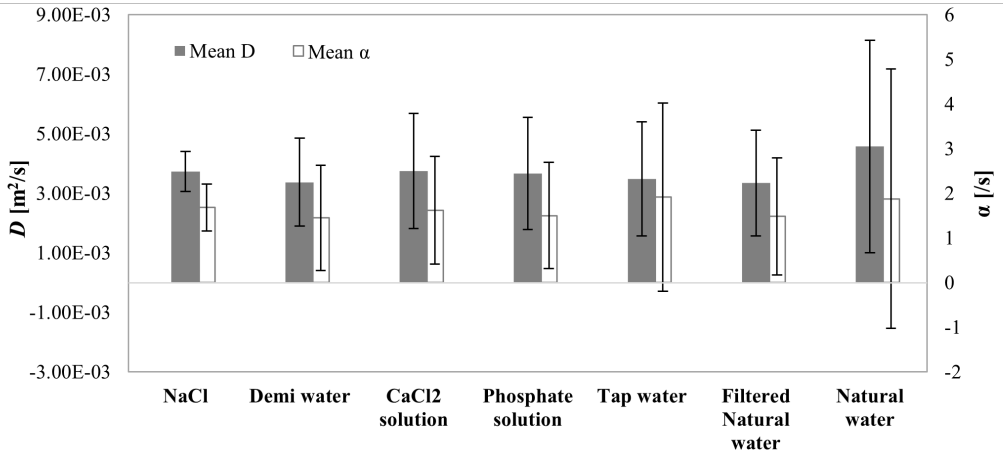 9.00E-03
7.00E-03
5.00E-03
3.00E-03
1.00E-03
-1.00E-03
-3.00E-03
D [m²/s]
Mean D
Mean α
6
5
4
3
2
1
0
-1
-2
α [/s]
NaCl
Demi water
CaCl2
solution
Phosphate
solution
Tap water
Filtered
Natural
water
Natural
water